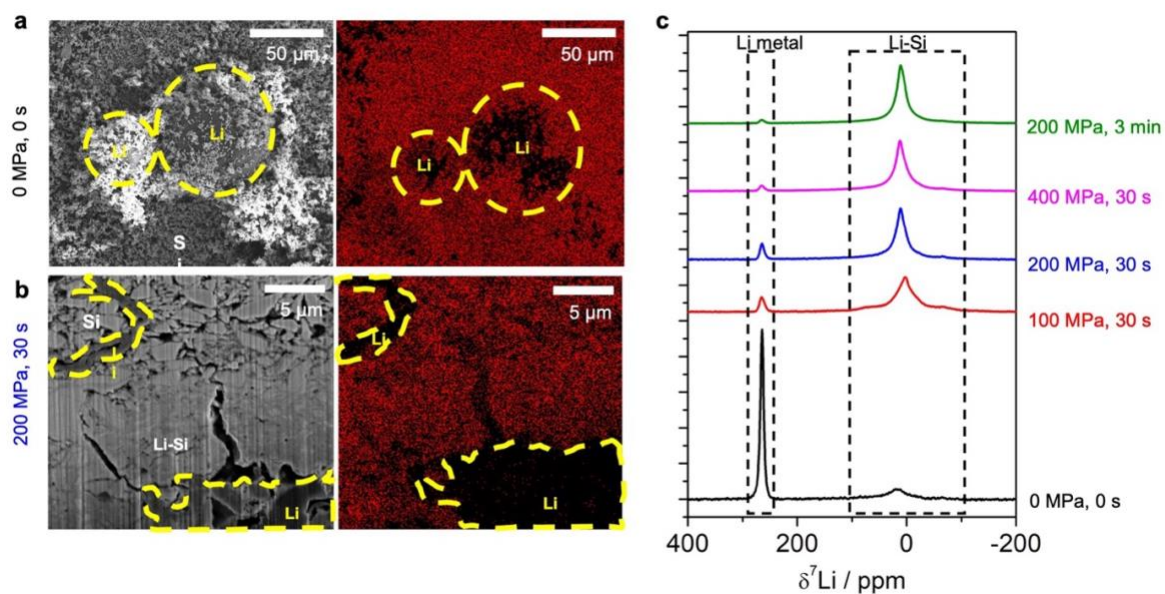 a
50 μm
Li
Li
S
i
0 MPa, 0 s
50 μm
Li
Li
b
5 μm
Si
i
Li-Si
Li
200 MPa, 30 s
5 μm
Li
Li
c
Li metal
Li-Si
200 MPa, 3 min
400 MPa, 30 s
200 MPa, 30 s
100 MPa, 30 s
0 MPa, 0 s
400
200
0
-200
δ⁷Li / ppm